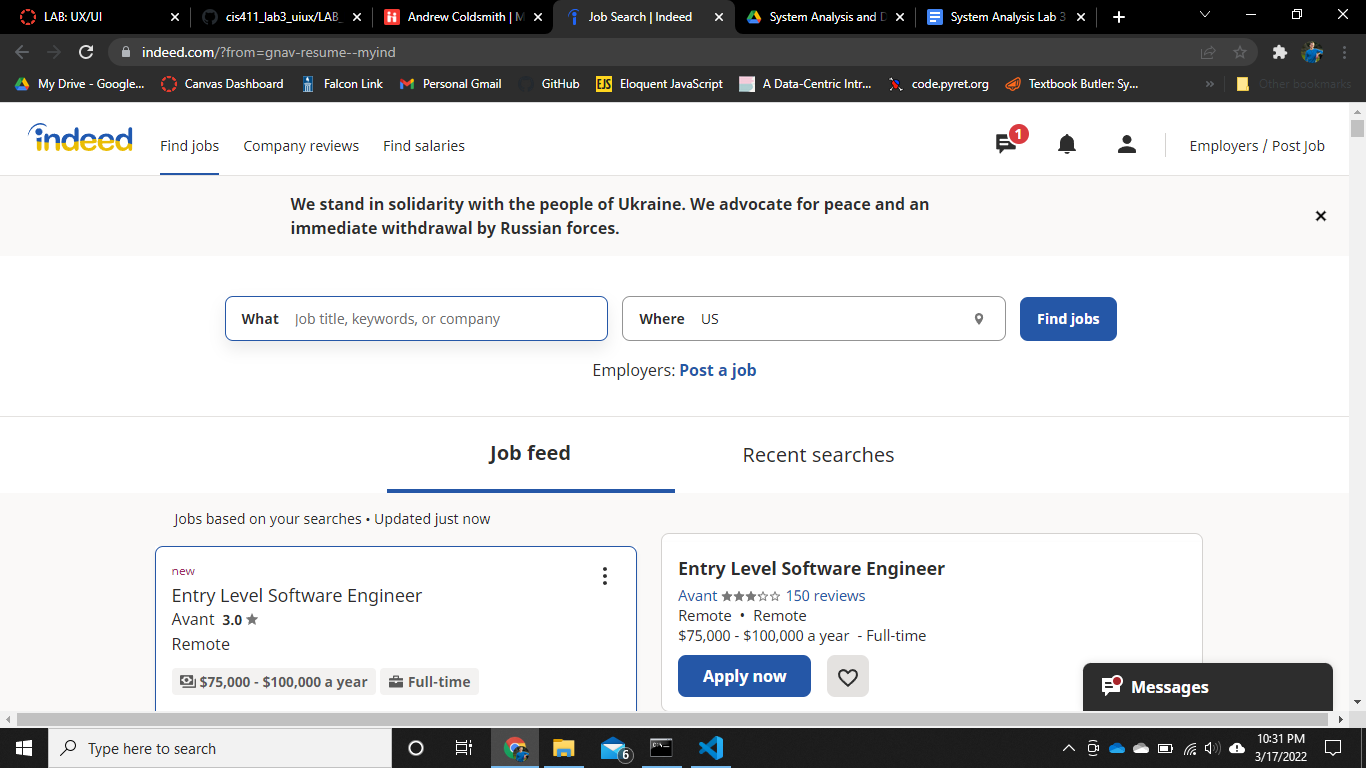 LAB: UX/UI
cis411_lab3_uiux/LAB_
Andrew Coldsmith | M
Job Search | Indeed
System Analysis and D
System Analysis Lab 3
indeed.com/?from=gnav-resume--myind
My Drive - Google...
Canvas Dashboard
Falcon Link
Personal Gmail
GitHub
EJS
Eloquent JavaScript
A Data-Centric Intr...
code.pyret.org
Textbook Butler: Sy...
»
Other bookmarks
indeed
Find jobs
Company reviews
Find salaries
1
Employers / Post Job
We stand in solidarity with the people of Ukraine. We advocate for peace and an
immediate withdrawal by Russian forces.
What Job title, keywords, or company
Where US
Find jobs
Employers: Post a job
Job feed
Recent searches
Jobs based on your searches • Updated just now
new
Entry Level Software Engineer
Avant 3.0
Remote
$75,000 - $100,000 a year
Full-time
Entry Level Software Engineer
Avant 150 reviews
Remote • Remote
$75,000 - $100,000 a year - Full-time
Apply now
Messages
Type here to search
6
10:31 PM
3/17/2022